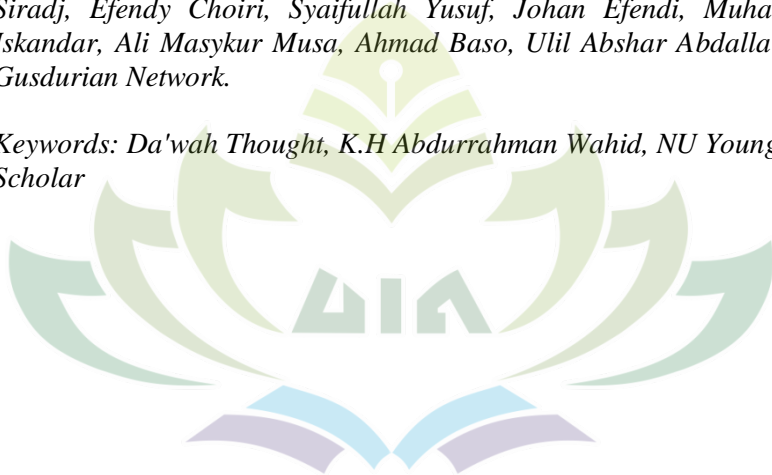 Siradj, Efendy Choiri, Syaifullah Yusuf, Johan Efendi, Muha
Iskandar, Ali Masykur Musa, Ahmad Baso, Ulil Abshar Abdalla
Gusdurian Network.
Keywords: Da'wah Thought, K.H Abdurrahman Wahid, NU Young
Scholar
UIN